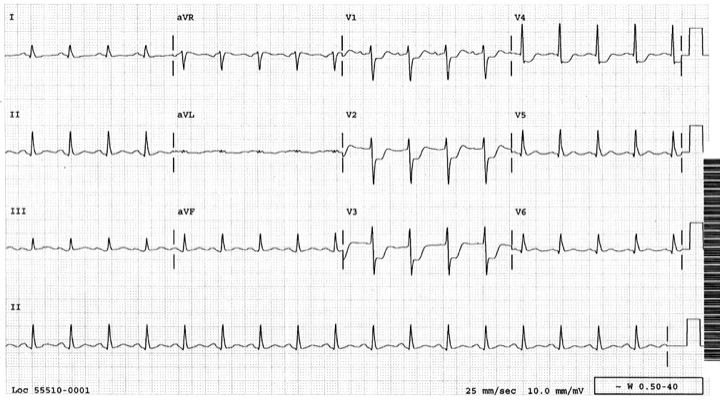 I aVR V1 V4
II aVL V2 V5
III aVF V3 V6
II
Loc 55510-0001 25 mm/sec 10.0 mm/mV ~ W 0.50-40